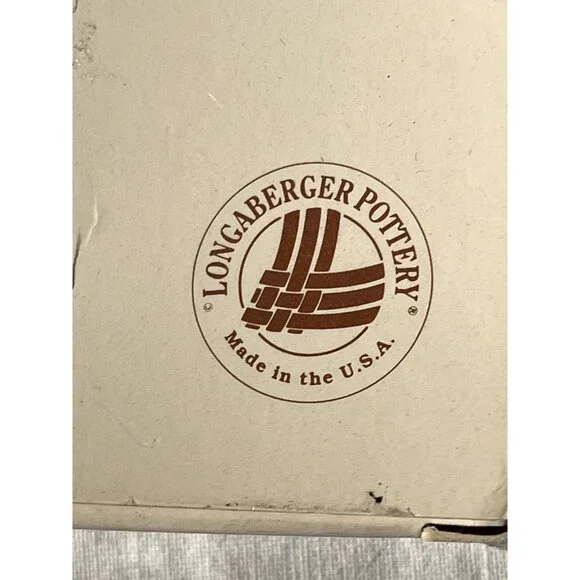 © LONGABERGER POTTERY ®
Made in the U.S.A.